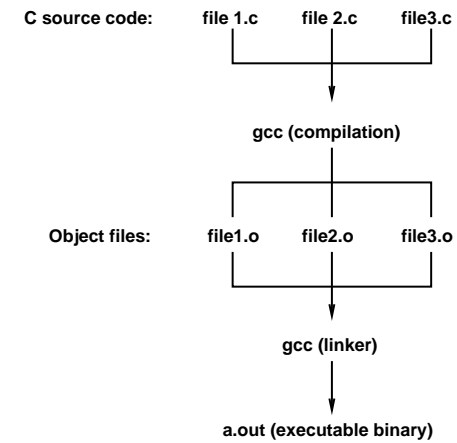 C source code: file 1.c file 2.c file3.c
gcc (compilation)
Object files: file1.o file2.o file3.o
gcc (linker)
a.out (executable binary)